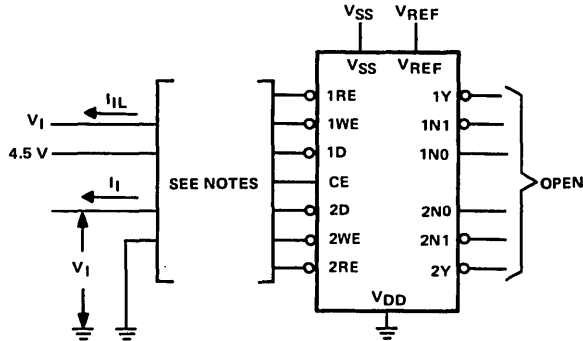 VSS VREF
VSS VREF
1RE 1Y
IIL
1WE 1N1
VI
4.5 V
1D 1N0
II
SEE NOTES
CE
OPEN
2D 2N0
2WE 2N1
VI
2RE 2Y
VDD